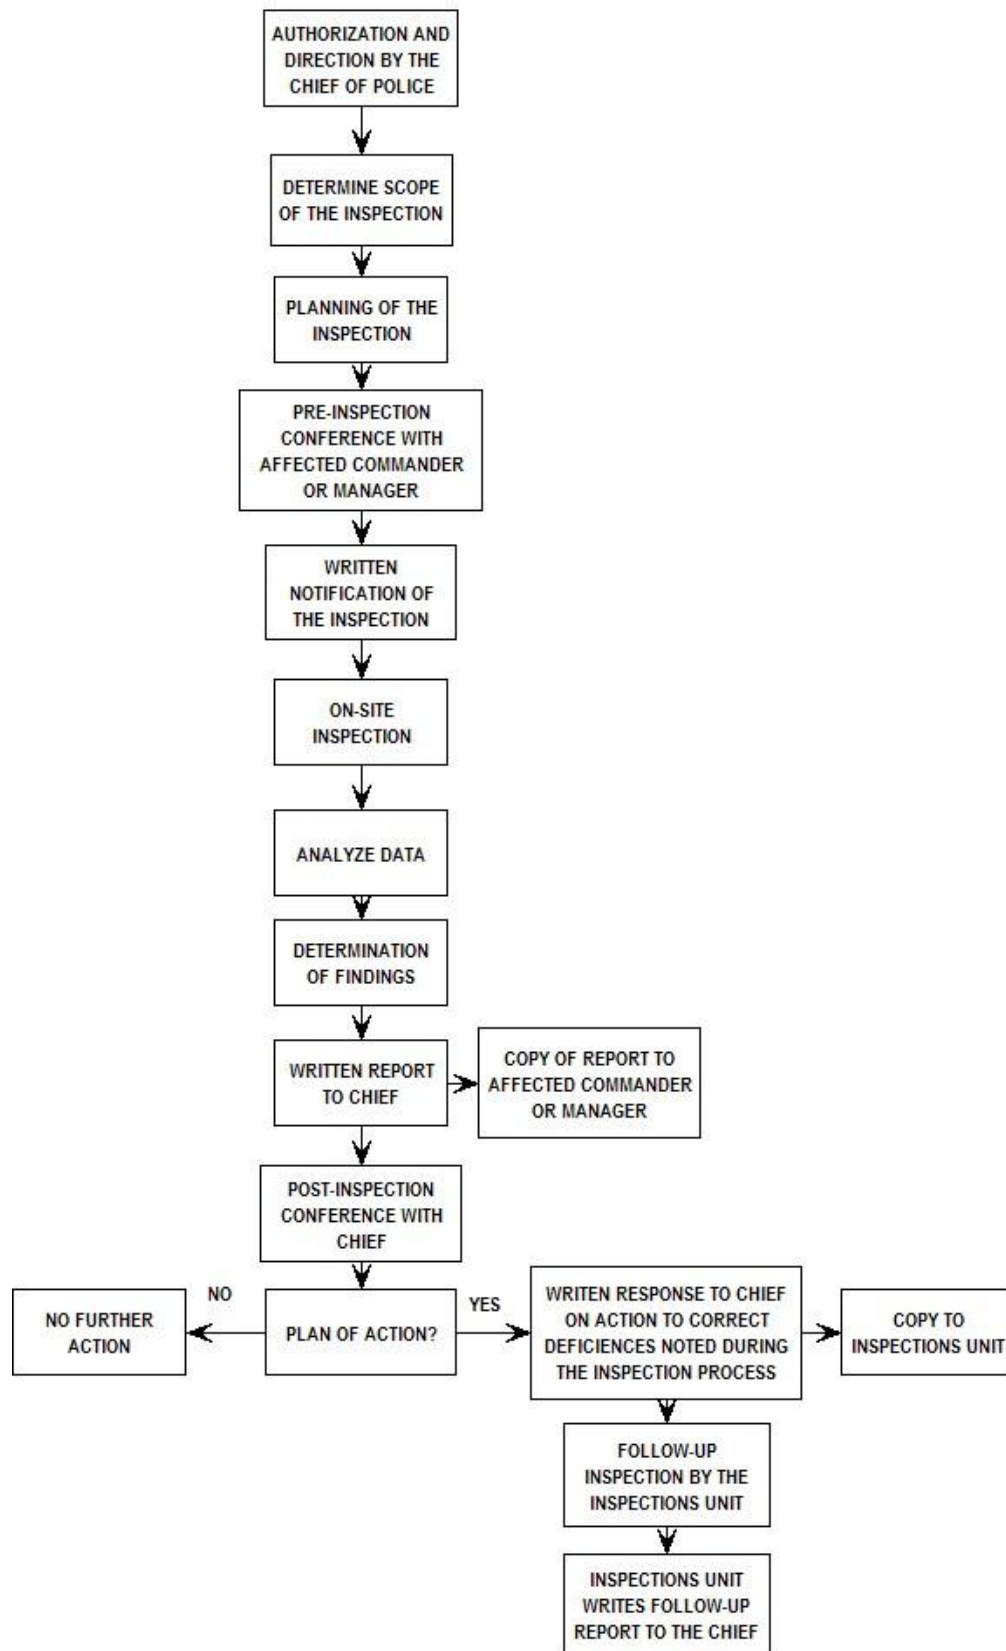 AUTHORIZATION AND
DIRECTION BY THE
CHIEF OF POLICE
DETERMINE SCOPE
OF THE INSPECTION
PLANNING OF THE
INSPECTION
PRE-INSPECTION
CONFERENCE WITH
AFFECTED COMMANDER
OR MANAGER
WRITTEN
NOTIFICATION OF
THE INSPECTION
ON-SITE
INSPECTION
ANALYZE DATA
DETERMINATION
OF FINDINGS
WRITTEN REPORT
TO CHIEF
COPY OF REPORT TO
AFFECTED COMMANDER
OR MANAGER
POST-INSPECTION
CONFERENCE WITH
CHIEF
PLAN OF ACTION?
NO
NO FURTHER
ACTION
YES
WRITEN RESPONSE TO CHIEF
ON ACTION TO CORRECT
DEFICIENCES NOTED DURING
THE INSPECTION PROCESS
COPY TO
INSPECTIONS UNIT
FOLLOW-UP
INSPECTION BY THE
INSPECTIONS UNIT
INSPECTIONS UNIT
WRITES FOLLOW-UP
REPORT TO THE CHIEF